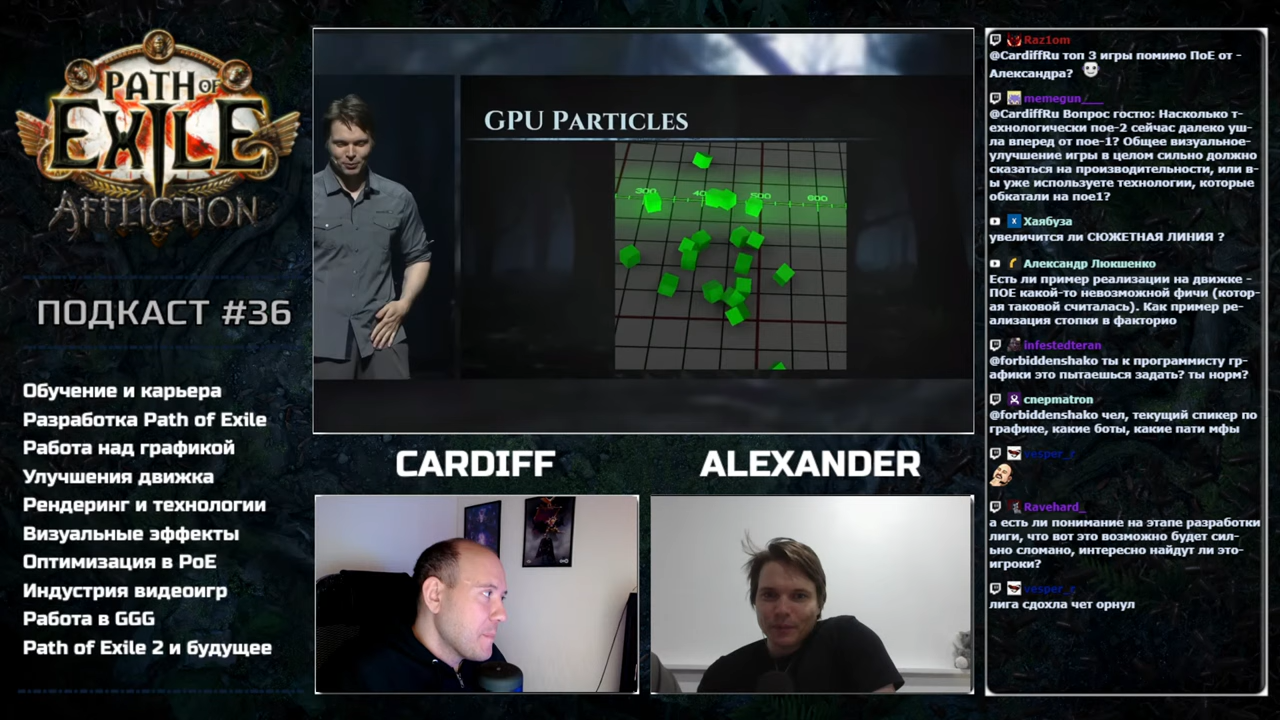 PATH OF
EXILE
AFFLICTION
ПОДКАСТ #36
Обучение и карьера
Разработка Path of Exile
Работа над графикой
Улучшения движка
Рендеринг и технологии
Визуальные эффекты
Оптимизация в PoE
Индустрия видеоигр
Работа в GGG
Path of Exile 2 и будущее
GPU PARTICLES
300
500
600
CARDIFF
ALEXANDER
Raz1om
@CardiffRu топ 3 игры помимо ПоЕ от -
Александра?
memegun___
@CardiffRu Вопрос гостю: Насколько т-
ехнологически пое-2 сейчас далеко уш-
ла вперед от пое-1? Общее визуальное-
улучшение игры в целом сильно должно
сказаться на производительности, или в-
ы уже используете технологии, которые
обкатали на пое1?
Хаябуза
увеличится ли СЮЖЕТНАЯ ЛИНИЯ ?
Александр Люкшенко
Есть ли пример реализации на движке -
ПОЕ какой-то невозможной фичи (котор-
ая таковой считалась). Как пример ре-
ализация стопки в факторио
infestedteran
@forbiddenshako ты к программисту гр-
афики это пытаешься задать? ты норм?
cnepmatron
@forbiddenshako чел, текущий спикер по
графике, какие боты, какие пати мфы
vesper_r
Ravehard_
а есть ли понимание на этапе разработки
лиги, что вот это возможно будет сил-
ьно сломано, интересно найдут ли это-
игроки?
vesper_r
лига сдохла чет орнул